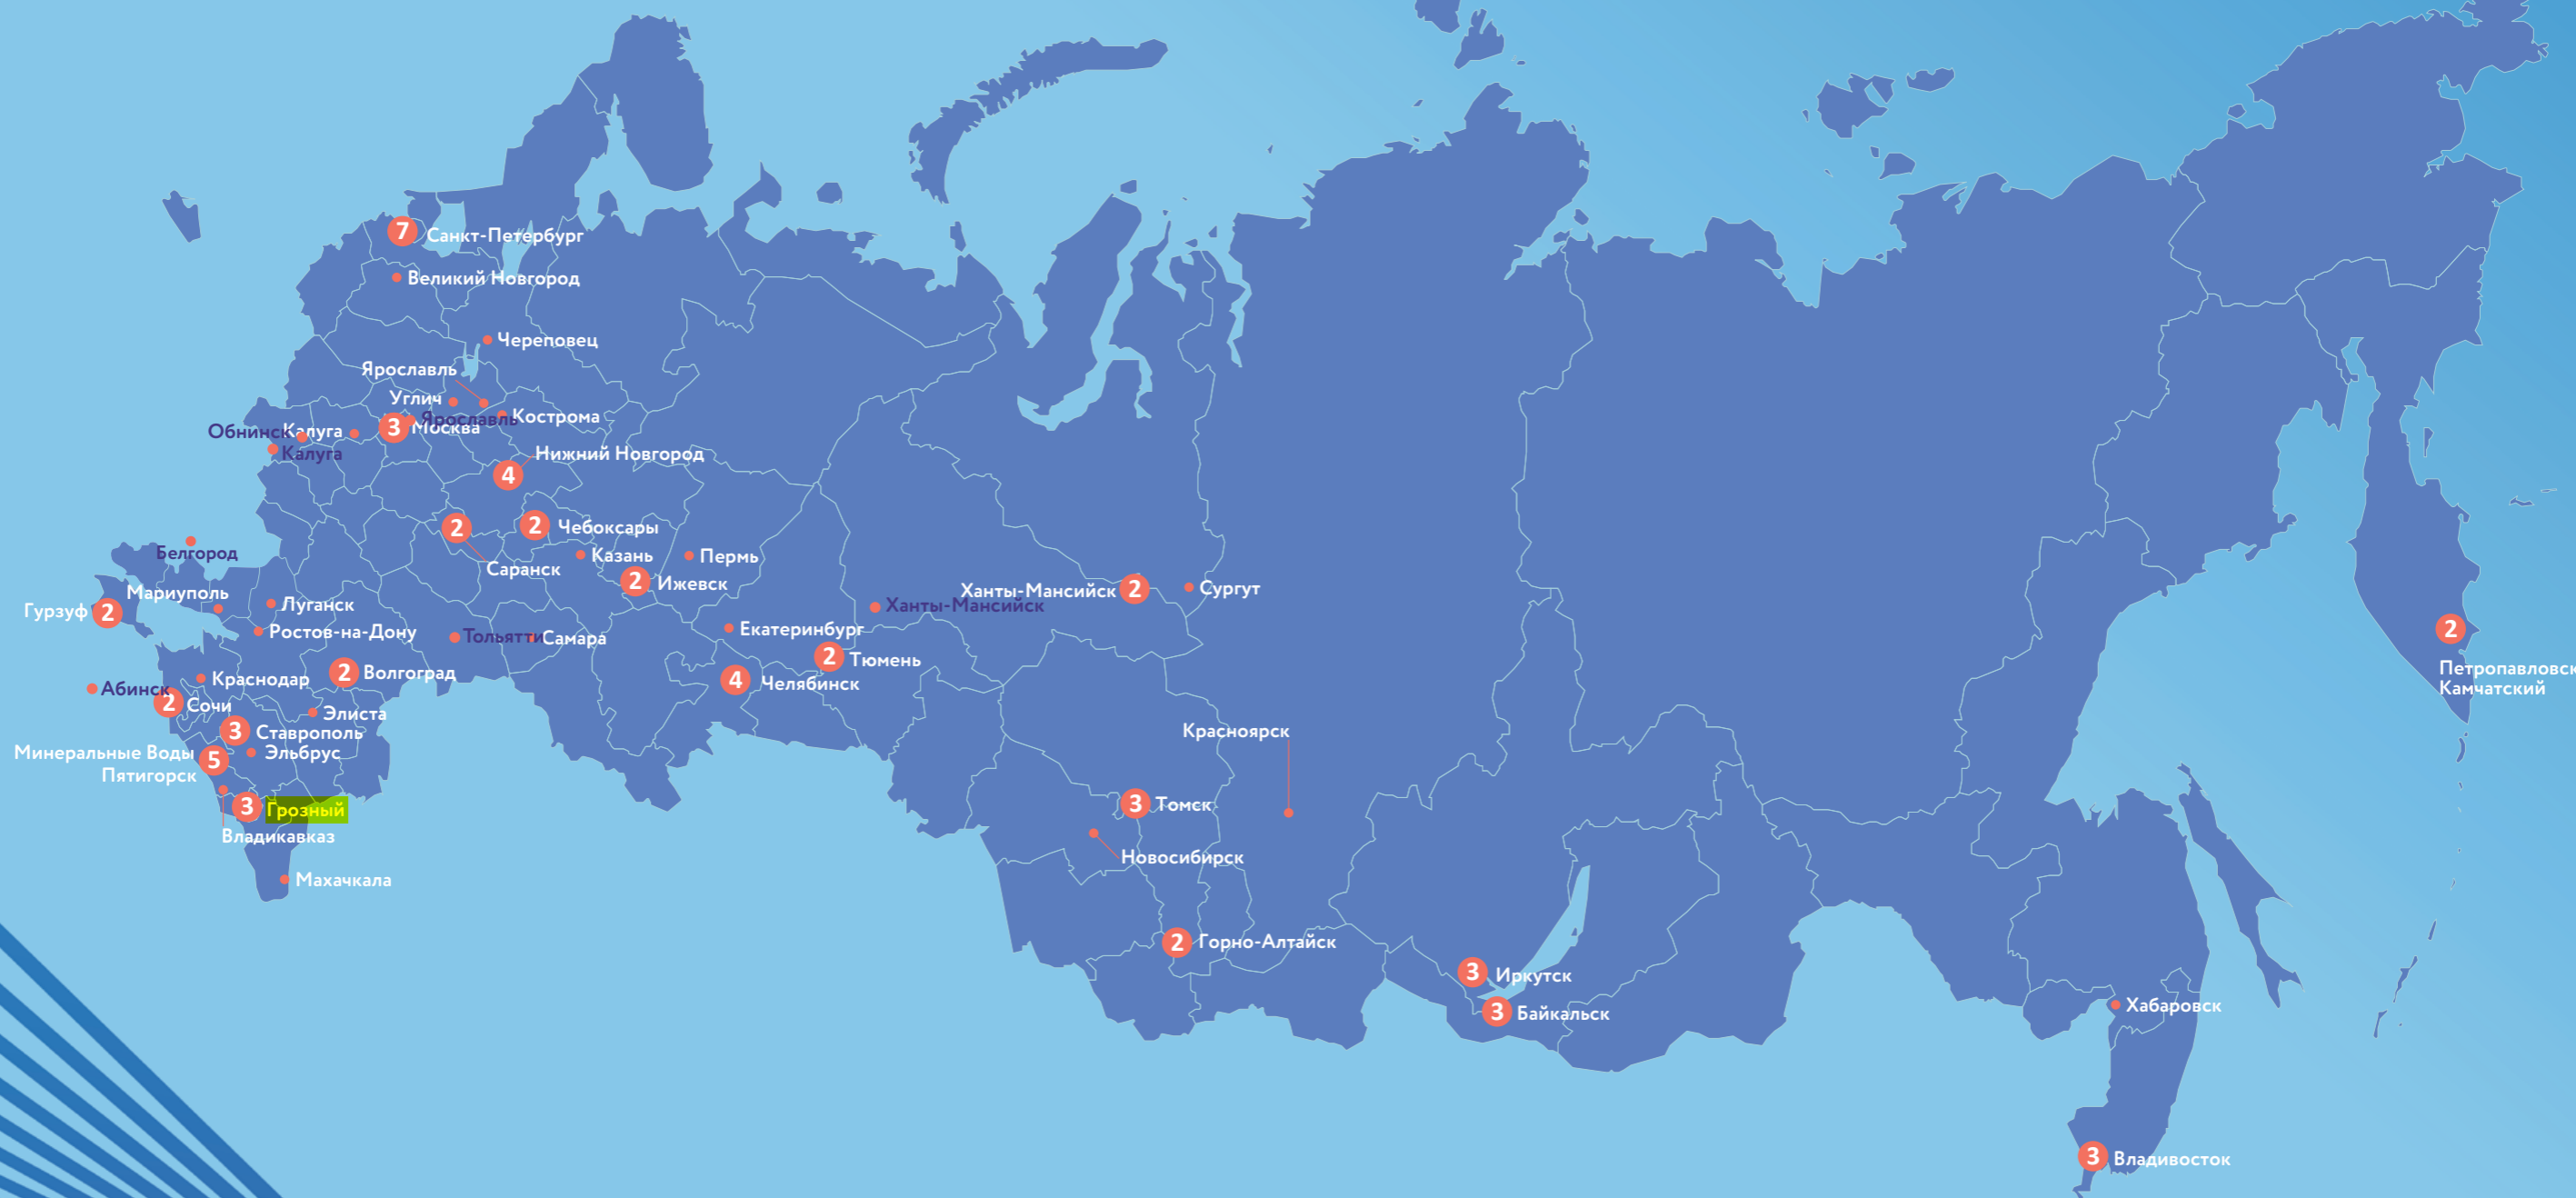 7 Санкт-Петербург
Великий Новгород
Череповец
Ярославль
Углич
Кострома
Ярославль
3 Москва
Обнинск
Калуга
Калуга
Нижний Новгород
4
2
2 Чебоксары
Белгород
Казань
Пермь
Саранск
2 Ижевск
Ханты-Мансийск 2
Сургут
Мариуполь
Луганск
Ханты-Мансийск
Гурзуф 2
Ростов-на-Дону
Тольятти
Самара
Екатеринбург
2 Тюмень
2
Петропавловск
Камчатский
Краснодар
2 Волгоград
4 Челябинск
Абинск
2 Сочи
Элиста
3 Ставрополь
Красноярск
Минеральные Воды
Пятигорск
5
Эльбрус
3 Грозный
3 Томск
Владикавказ
Новосибирск
Махачкала
2 Горно-Алтайск
3 Иркутск
3 Байкальск
Хабаровск
3 Владивосток